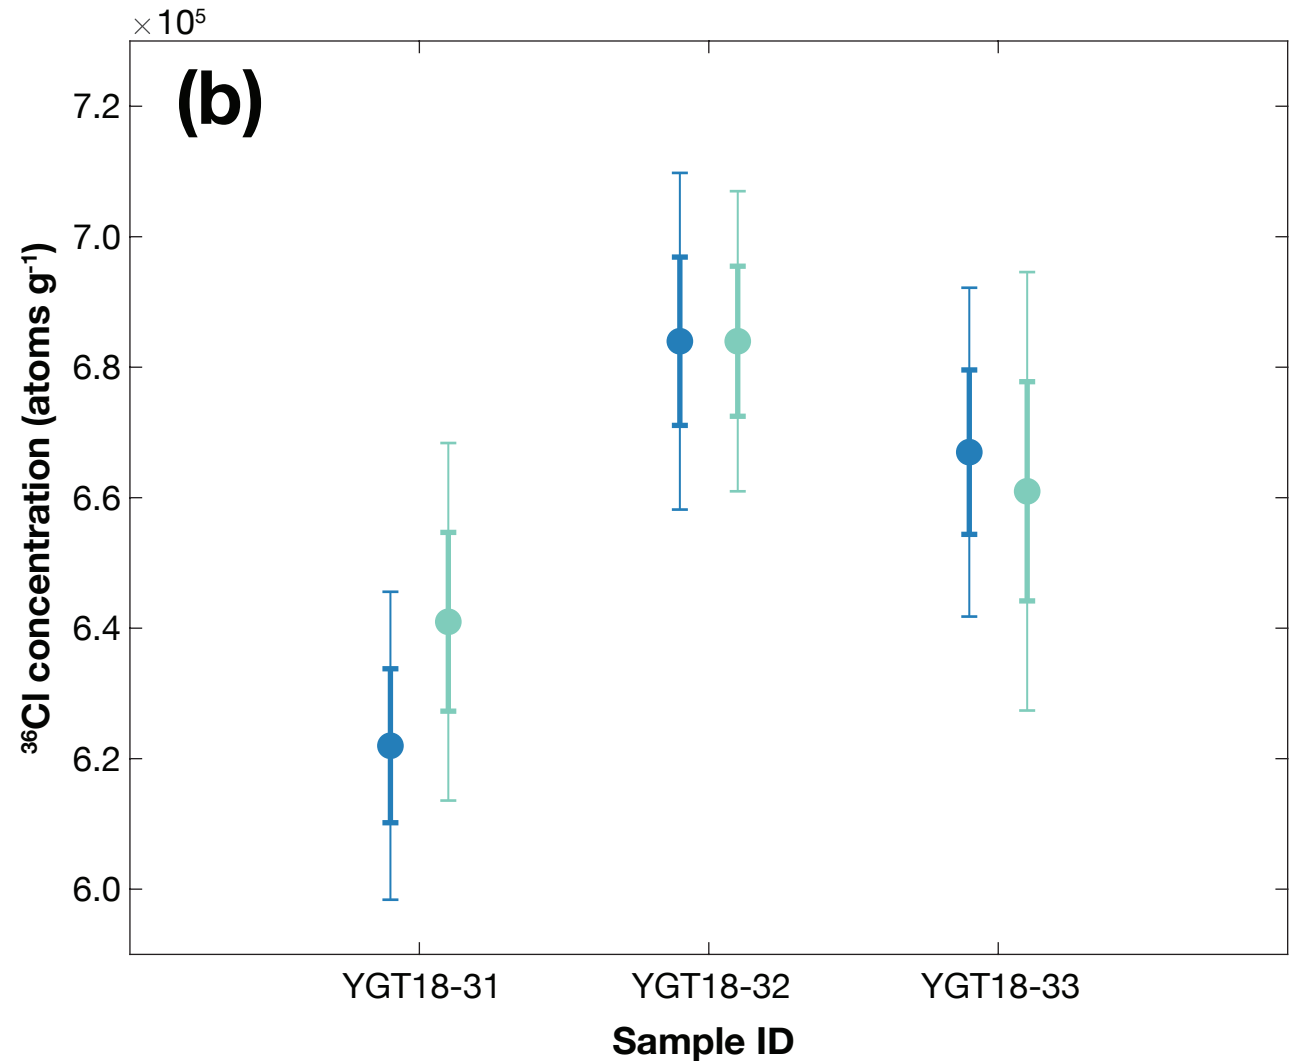 × 10⁵
(b)
7.2
7.0
6.8
6.6
6.4
6.2
6.0
³⁶Cl concentration (atoms g⁻¹)
YGT18-31 YGT18-32 YGT18-33
Sample ID